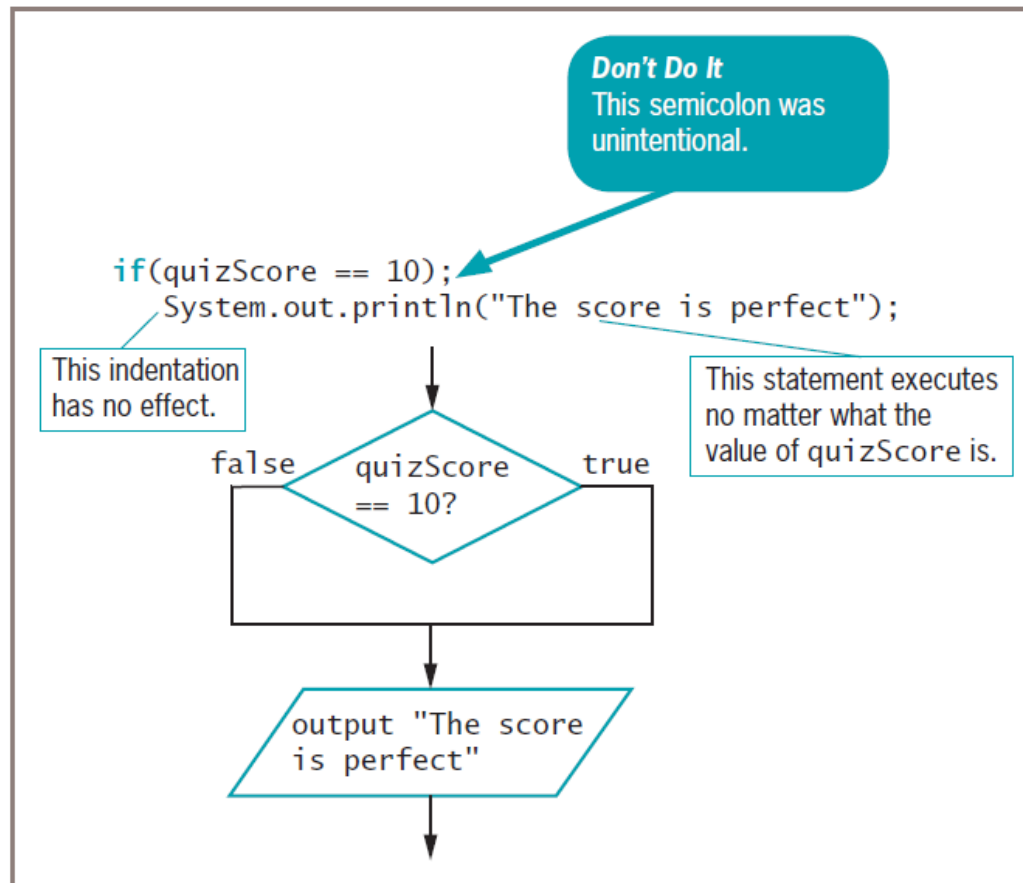 Don't Do It
This semicolon was
unintentional.
if(quizScore == 10);
System.out.println("The score is perfect");
This indentation
has no effect.
This statement executes
no matter what the
value of quizScore is.
false
quizScore
== 10?
true
output "The score
is perfect"